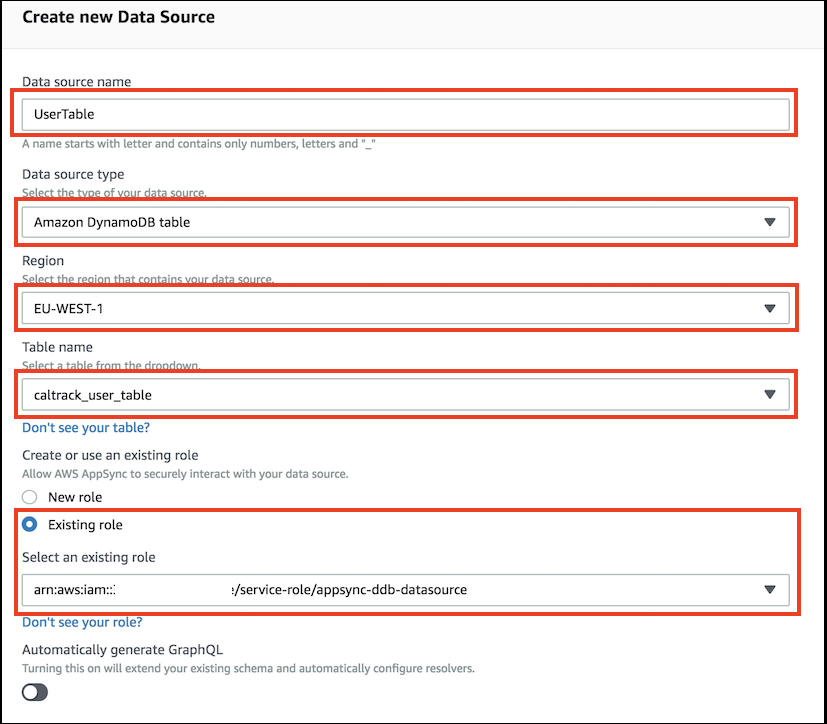 Create new Data Source
Data source name
UserTable
A name starts with letter and contains only numbers, letters and "_"
Data source type
Select the type of your data source.
Amazon DynamoDB table
Region
Select the region that contains your data source.
EU-WEST-1
Table name
Select a table from the dropdown.
caltrack_user_table
Don't see your table?
Create or use an existing role
Allow AWS AppSync to securely interact with your data source.
New role
Existing role
Select an existing role
arn:aws:iam:: /service-role/appsync-ddb-datasource
Don't see your role?
Automatically generate GraphQL
Turning this on will extend your existing schema and automatically configure resolvers.